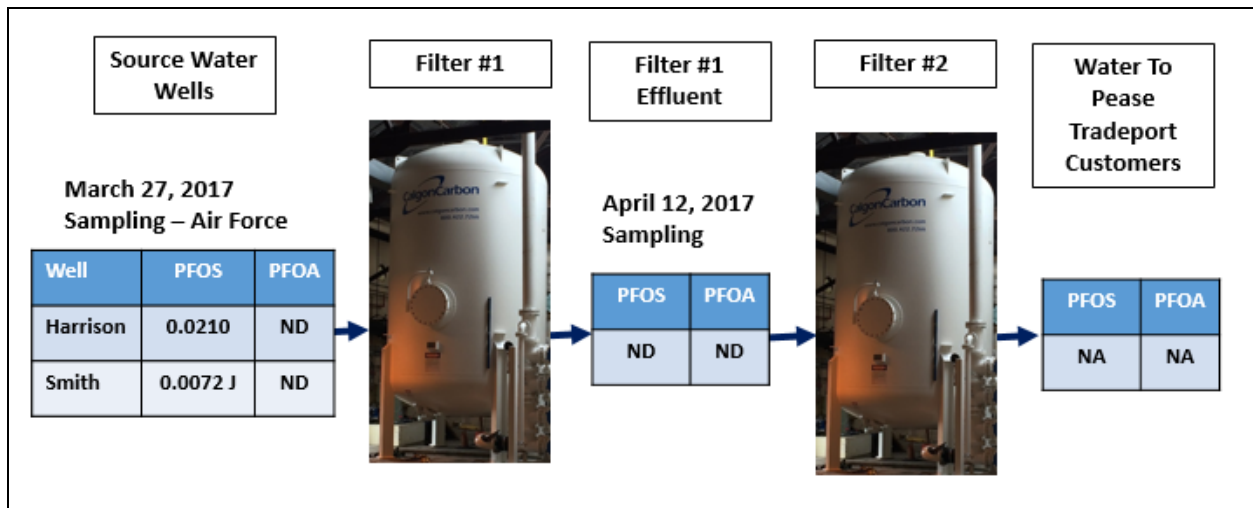 Source Water
Wells
Filter #1
Filter #1
Effluent
Filter #2
Water To
Pease
Tradeport
Customers
March 27, 2017
Sampling – Air Force
Well PFOS PFOA
Harrison 0.0210 ND
Smith 0.0072 J ND
CalgonCarbon
April 12, 2017
Sampling
PFOS PFOA
ND ND
CalgonCarbon
PFOS PFOA
NA NA